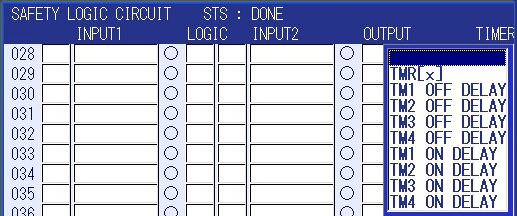 SAFETY LOGIC CIRCUIT STS : DONE
INPUT1 LOGIC INPUT2 OUTPUT TIMER
028
029 TMR[x]
030 TM1 OFF DELAY
031 TM2 OFF DELAY
032 TM3 OFF DELAY
TM4 OFF DELAY
033 TM1 ON DELAY
034 TM2 ON DELAY
035 TM3 ON DELAY
036 TM4 ON DELAY